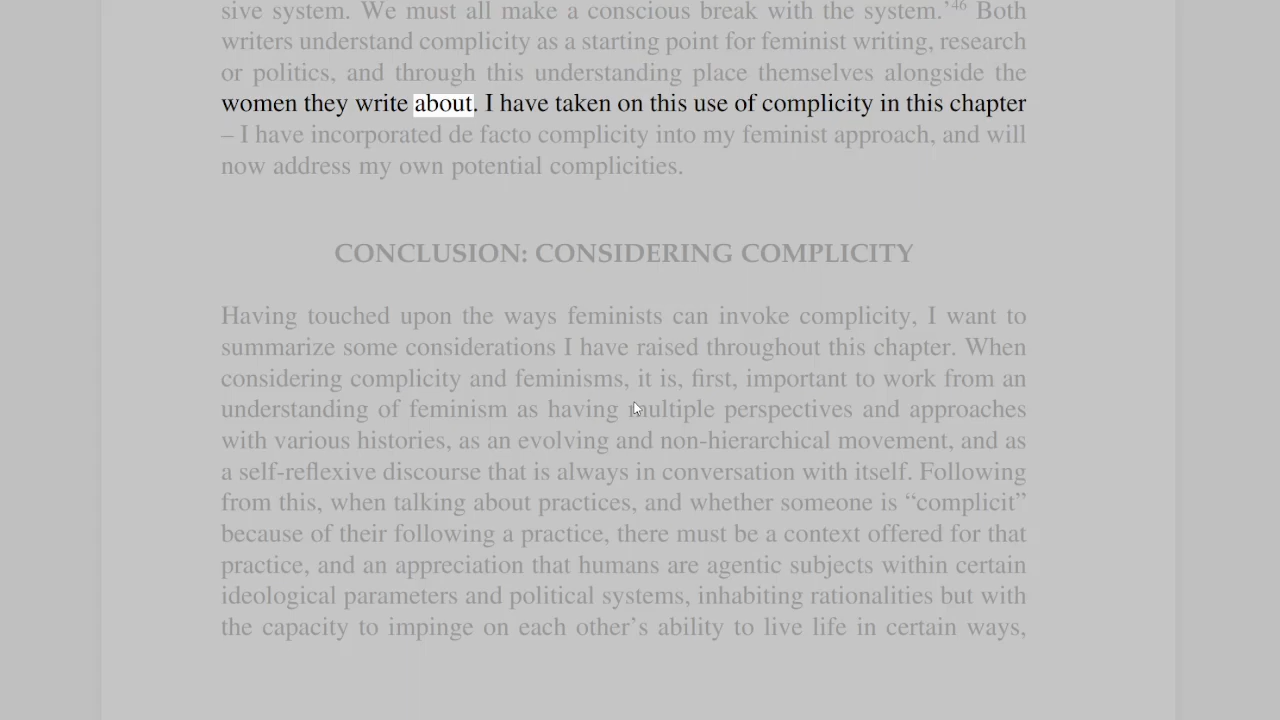 sive system. We must all make a conscious break with the system.’46 Both
writers understand complicity as a starting point for feminist writing, research
or politics, and through this understanding place themselves alongside the
women they write about. I have taken on this use of complicity in this chapter
– I have incorporated de facto complicity into my feminist approach, and will
now address my own potential complicities.
CONCLUSION: CONSIDERING COMPLICITY
Having touched upon the ways feminists can invoke complicity, I want to
summarize some considerations I have raised throughout this chapter. When
considering complicity and feminisms, it is, first, important to work from an
understanding of feminism as having multiple perspectives and approaches
with various histories, as an evolving and non-hierarchical movement, and as
a self-reflexive discourse that is always in conversation with itself. Following
from this, when talking about practices, and whether someone is “complicit”
because of their following a practice, there must be a context offered for that
practice, and an appreciation that humans are agentic subjects within certain
ideological parameters and political systems, inhabiting rationalities but with
the capacity to impinge on each other’s ability to live life in certain ways,